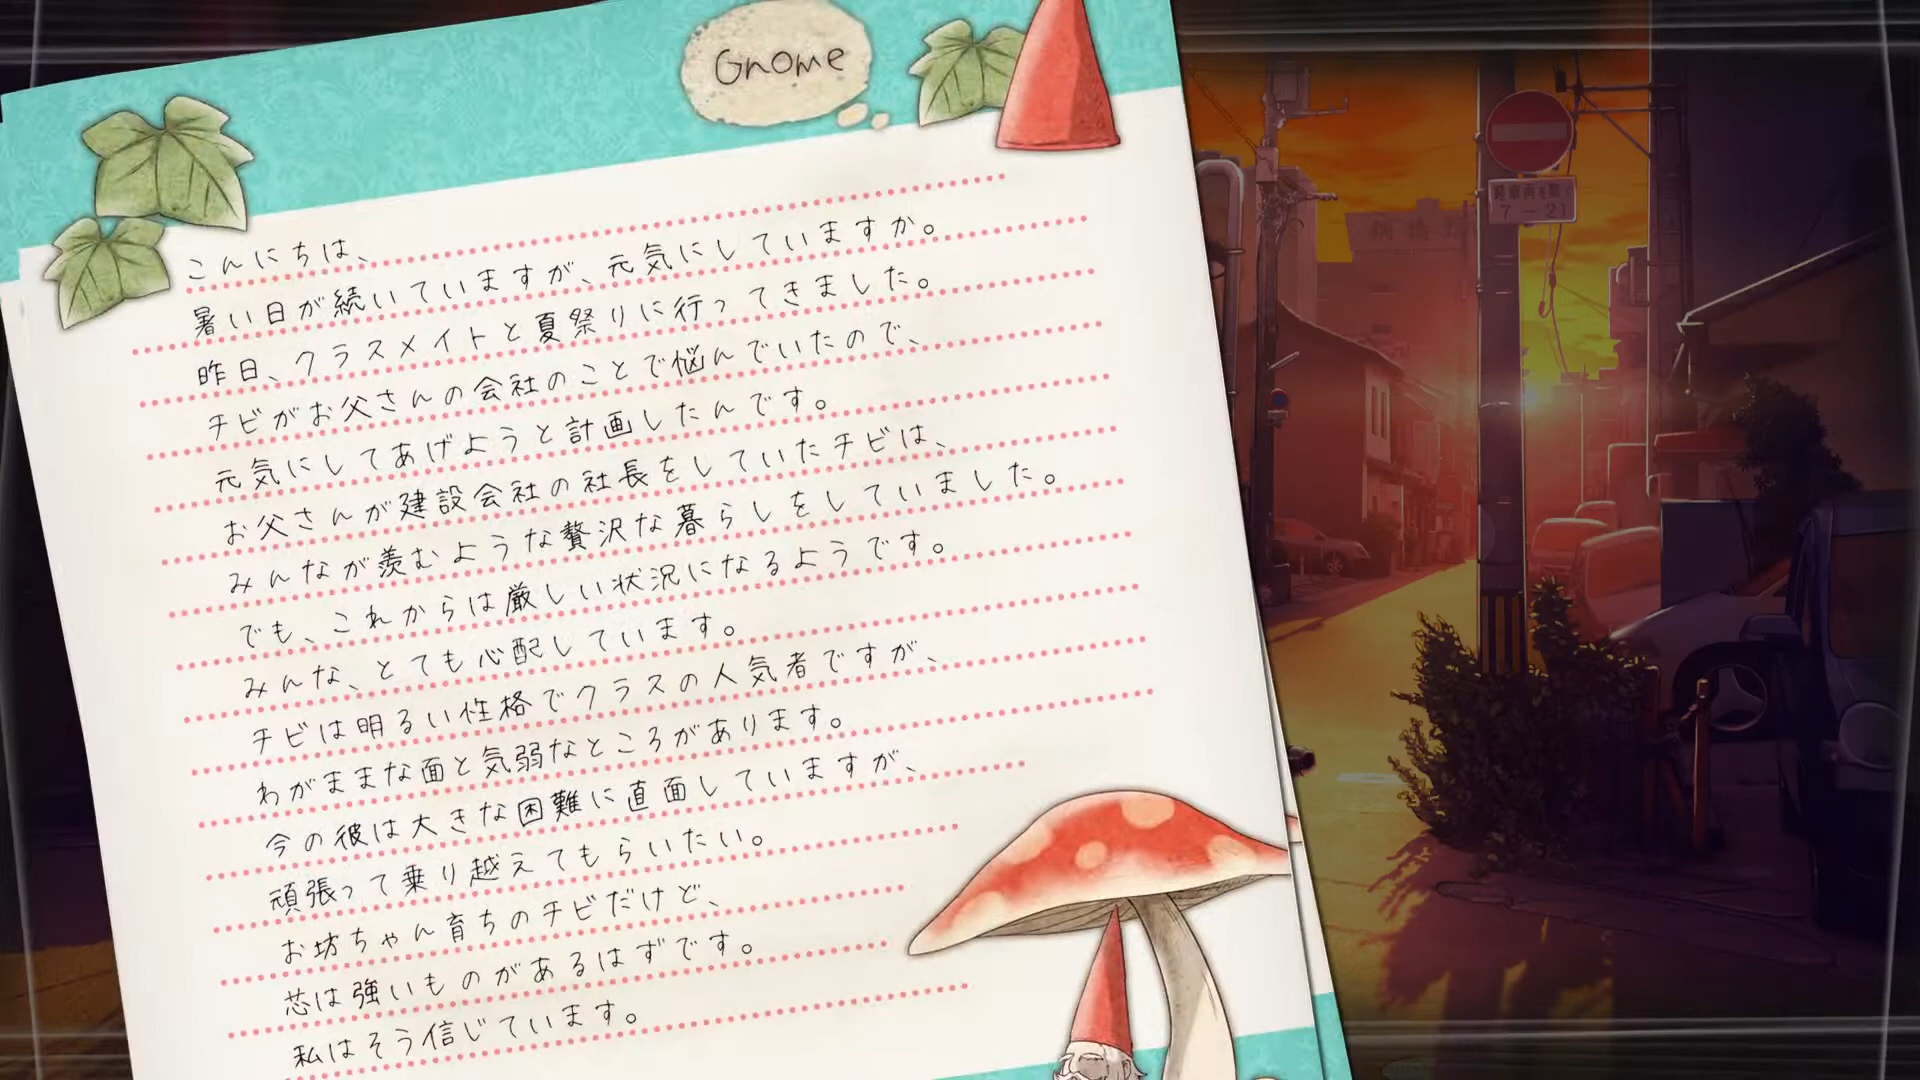 Gnome
こんにちは、
暑い日が続いていますが、元気にしていますか。
昨日、クラスメイトと夏祭りに行ってきました。
チビがお父さんの会社のことで悩んでいたので、
元気にしてあげようと計画したんです。
お父さんが建設会社の社長をしていたチビは、
みんなが羨むような贅沢な暮らしをしていました。
でも、これからは厳しい状況になるようです。
みんな、とても心配しています。
チビは明るい性格でクラスの人気者ですが、
わがままな面と気弱なところがあります。
今の彼は大きな困難に直面していますが、
頑張って乗り越えてもらいたい。
お坊ちゃん育ちのチビだけど、
芯は強いものがあるはずです。
私はそう信じています。
7-21